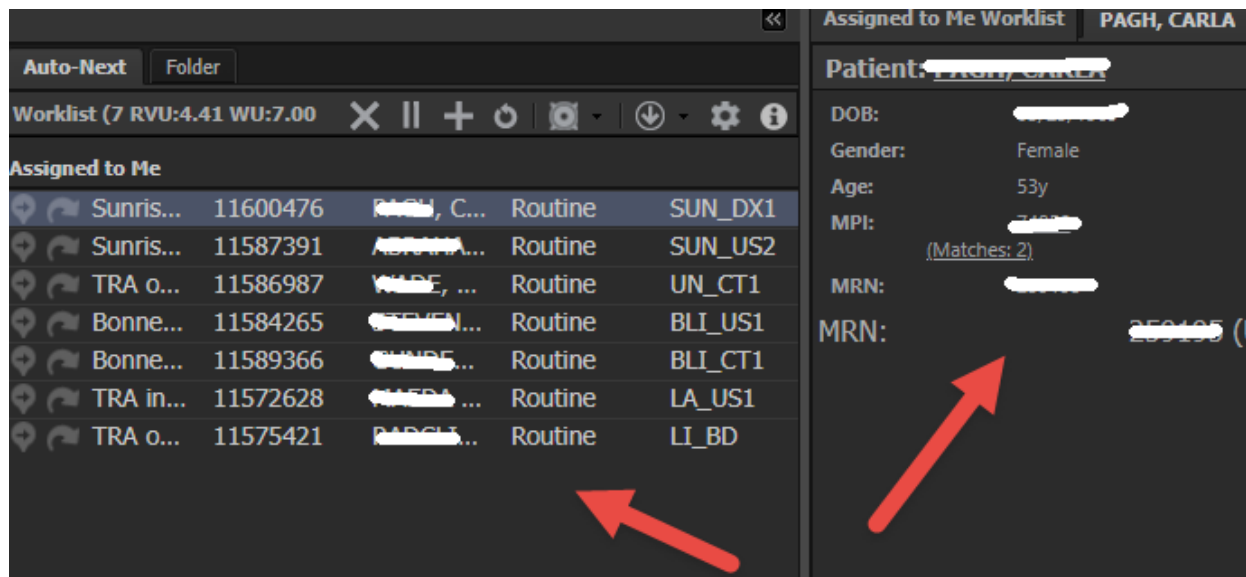 Assigned to Me Worklist PAGH, CARLA
Auto-Next Folder
Patient:
Worklist (7 RVU:4.41 WU:7.00
DOB:
Gender: Female
Assigned to Me
Age: 53y
Sunris... 11600476 , C... Routine SUN_DX1
MPI:
(Matches: 2)
Sunris... 11587391 ... Routine SUN_US2
TRA o... 11586987 , ... Routine UN_CT1
MRN:
Bonne... 11584265 ... Routine BLI_US1
MRN: (
Bonne... 11589366 ... Routine BLI_CT1
TRA in... 11572628 ... Routine LA_US1
TRA o... 11575421 ... Routine LI_BD